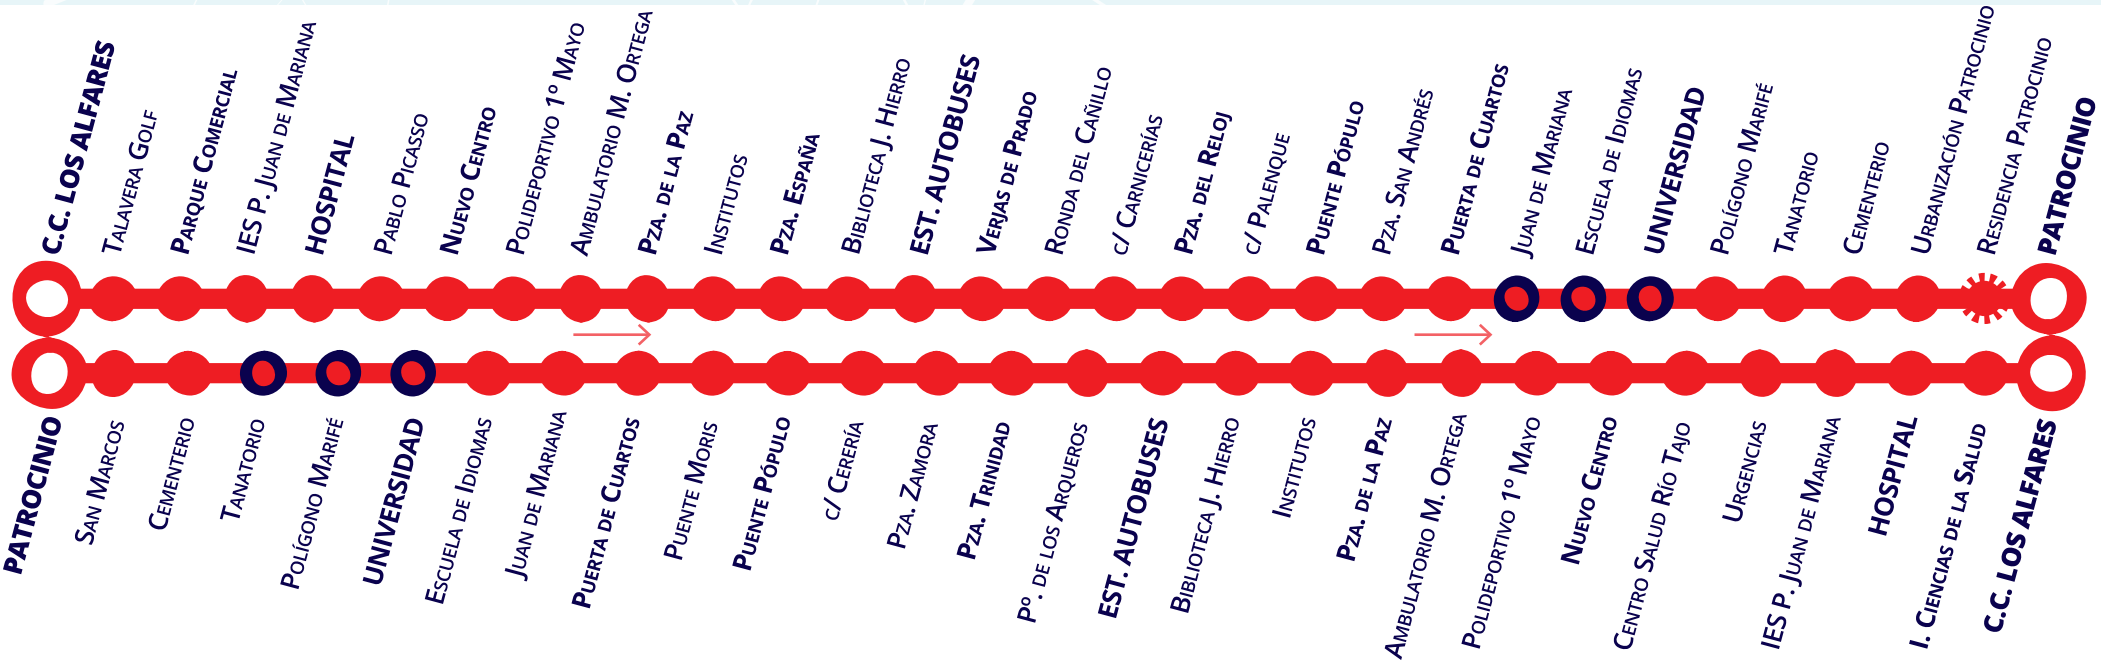 C.C. LOS ALFARES
TALAVERA GOLF
PARQUE COMERCIAL
IES P. JUAN DE MARIANA
HOSPITAL
PABLO PICASSO
NUEVO CENTRO
POLIDEPORTIVO 1º MAYO
AMBULATORIO M. ORTEGA
PZA. DE LA PAZ
INSTITUTOS
PZA. ESPAÑA
BIBLIOTECA J. HIERRO
EST. AUTOBUSES
VERJAS DE PRADO
RONDA DEL CAÑILLO
C/ CARNICERÍAS
PZA. DEL RELOJ
C/ PALENQUE
PUENTE PÓPULO
PZA. SAN ANDRÉS
PUERTA DE CUARTOS
JUAN DE MARIANA
ESCUELA DE IDIOMAS
UNIVERSIDAD
POLÍGONO MARIFÉ
TANATORIO
CEMENTERIO
URBANIZACIÓN PATROCINIO
RESIDENCIA PATROCINIO
PATROCINIO
PATROCINIO
SAN MARCOS
CEMENTERIO
TANATORIO
POLÍGONO MARIFÉ
UNIVERSIDAD
ESCUELA DE IDIOMAS
JUAN DE MARIANA
PUERTA DE CUARTOS
PUENTE MORIS
PUENTE PÓPULO
C/ CERERÍA
PZA. ZAMORA
PZA. TRINIDAD
Pº. DE LOS ARQUEROS
EST. AUTOBUSES
BIBLIOTECA J. HIERRO
INSTITUTOS
PZA. DE LA PAZ
AMBULATORIO M. ORTEGA
POLIDEPORTIVO 1º MAYO
NUEVO CENTRO
CENTRO SALUD RÍO TAJO
URGENCIAS
IES P. JUAN DE MARIANA
HOSPITAL
I. CIENCIAS DE LA SALUD
C.C. LOS ALFARES